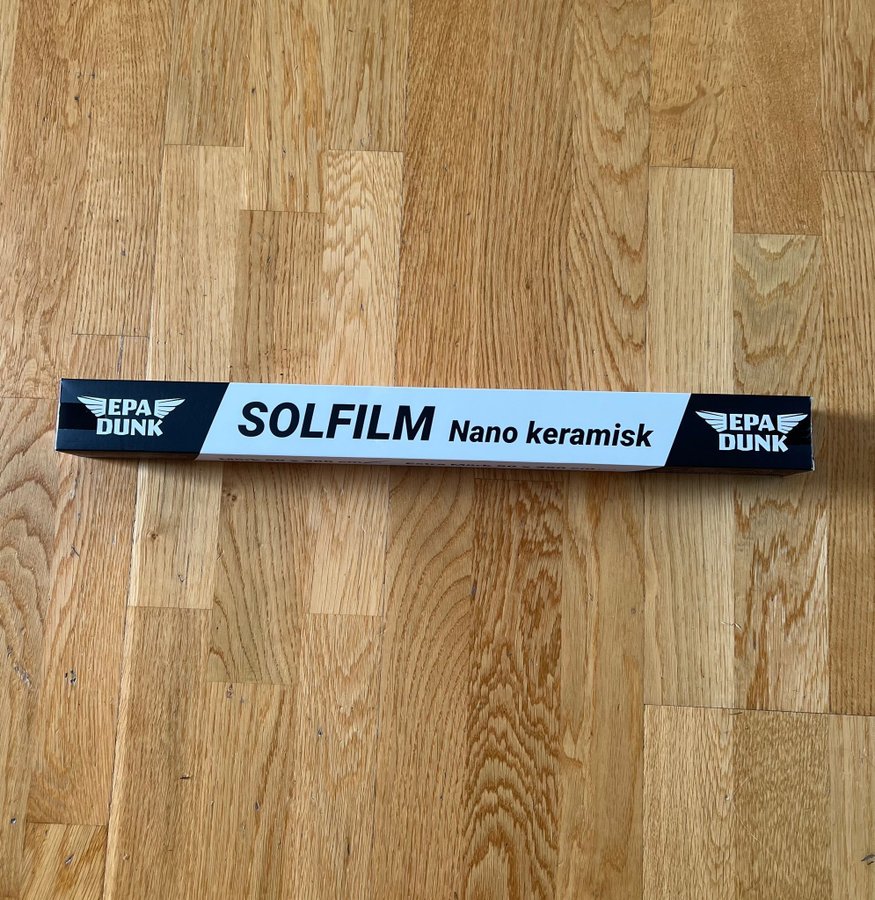 EPA
DUNK
SOLFILM Nano keramisk
EPA
DUNK